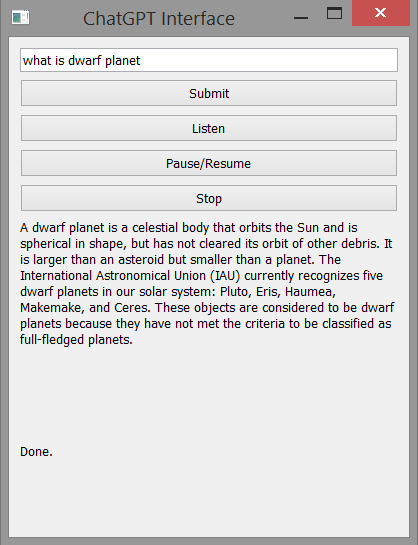 ChatGPT Interface
what is dwarf planet
Submit
Listen
Pause/Resume
Stop
A dwarf planet is a celestial body that orbits the Sun and is
spherical in shape, but has not cleared its orbit of other debris. It
is larger than an asteroid but smaller than a planet. The
International Astronomical Union (IAU) currently recognizes five
dwarf planets in our solar system: Pluto, Eris, Haumea,
Makemake, and Ceres. These objects are considered to be dwarf
planets because they have not met the criteria to be classified as
full-fledged planets.
Done.